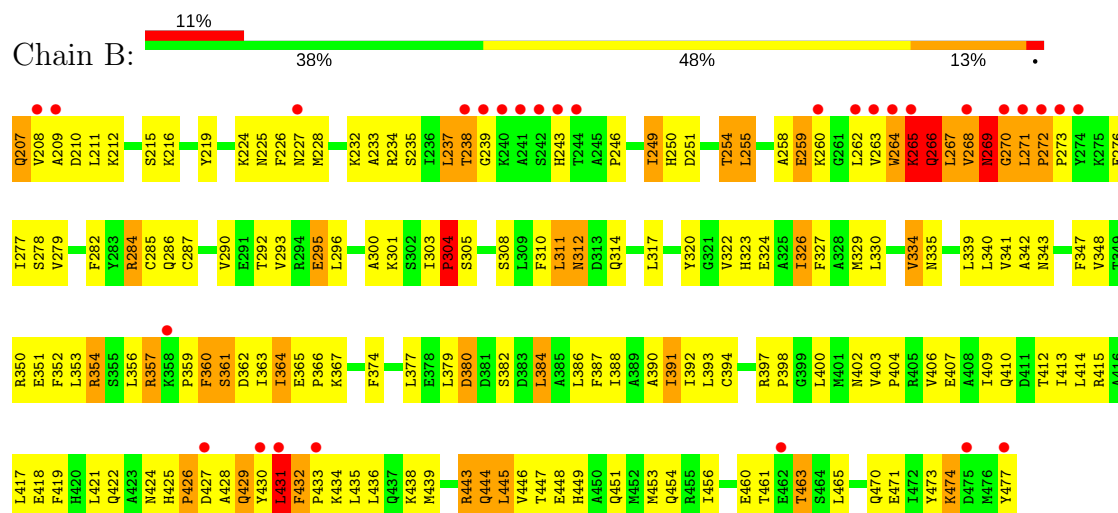 11%
Chain B:
38% 48% 13% •
Q207 V208 A209 D210 L211 K212 S215 K216 Y219 K224 N225 F226 N227 M228 K232 A233 R234 S235 I236 L237 T238 G239 K240 A241 S242 H243 T244 A245 P246 I249 H250 D251 T254 L255 A258 E259 K260 G261 L262 V263 W264 K265 Q266 L267 V268 N269 G270 L271 P272 P273 Y274 K275 E276
I277 S278 V279 F282 Y283 R284 C285 Q286 C287 V290 E291 T292 V293 R294 E295 L296 A300 K301 S302 I303 P304 S305 S308 L309 F310 L311 N312 D313 Q314 L317 Y320 G321 V322 H323 E324 A325 I326 F327 A328 M329 L330 V334 N335 L339 L340 V341 A342 N343 F347 V348 T349
R350 E351 F352 L353 R354 S355 L356 R357 K358 P359 F360 S361 D362 I363 I364 E365 P366 K367 F374 L377 E378 L379 D380 D381 S382 D383 L384 A385 L386 F387 I388 A389 A390 I391 I392 L393 C394 R397 P398 G399 L400 M401 N402 V403 P404 R405 V406 E407 A408 I409 Q410 D411 T412 I413 L414 R415 A416
L417 E418 F419 H420 L421 Q422 A423 N424 H425 P426 D427 A428 Q429 Y430 L431 F432 P433 K434 L435 L436 Q437 K438 M439 R443 Q444 L445 V446 T447 E448 H449 A450 Q451 M452 M453 Q454 R455 I456 E460 T461 E462 T463 S464 L465 Q470 E471 I472 Y473 K474 D475 M476 Y477